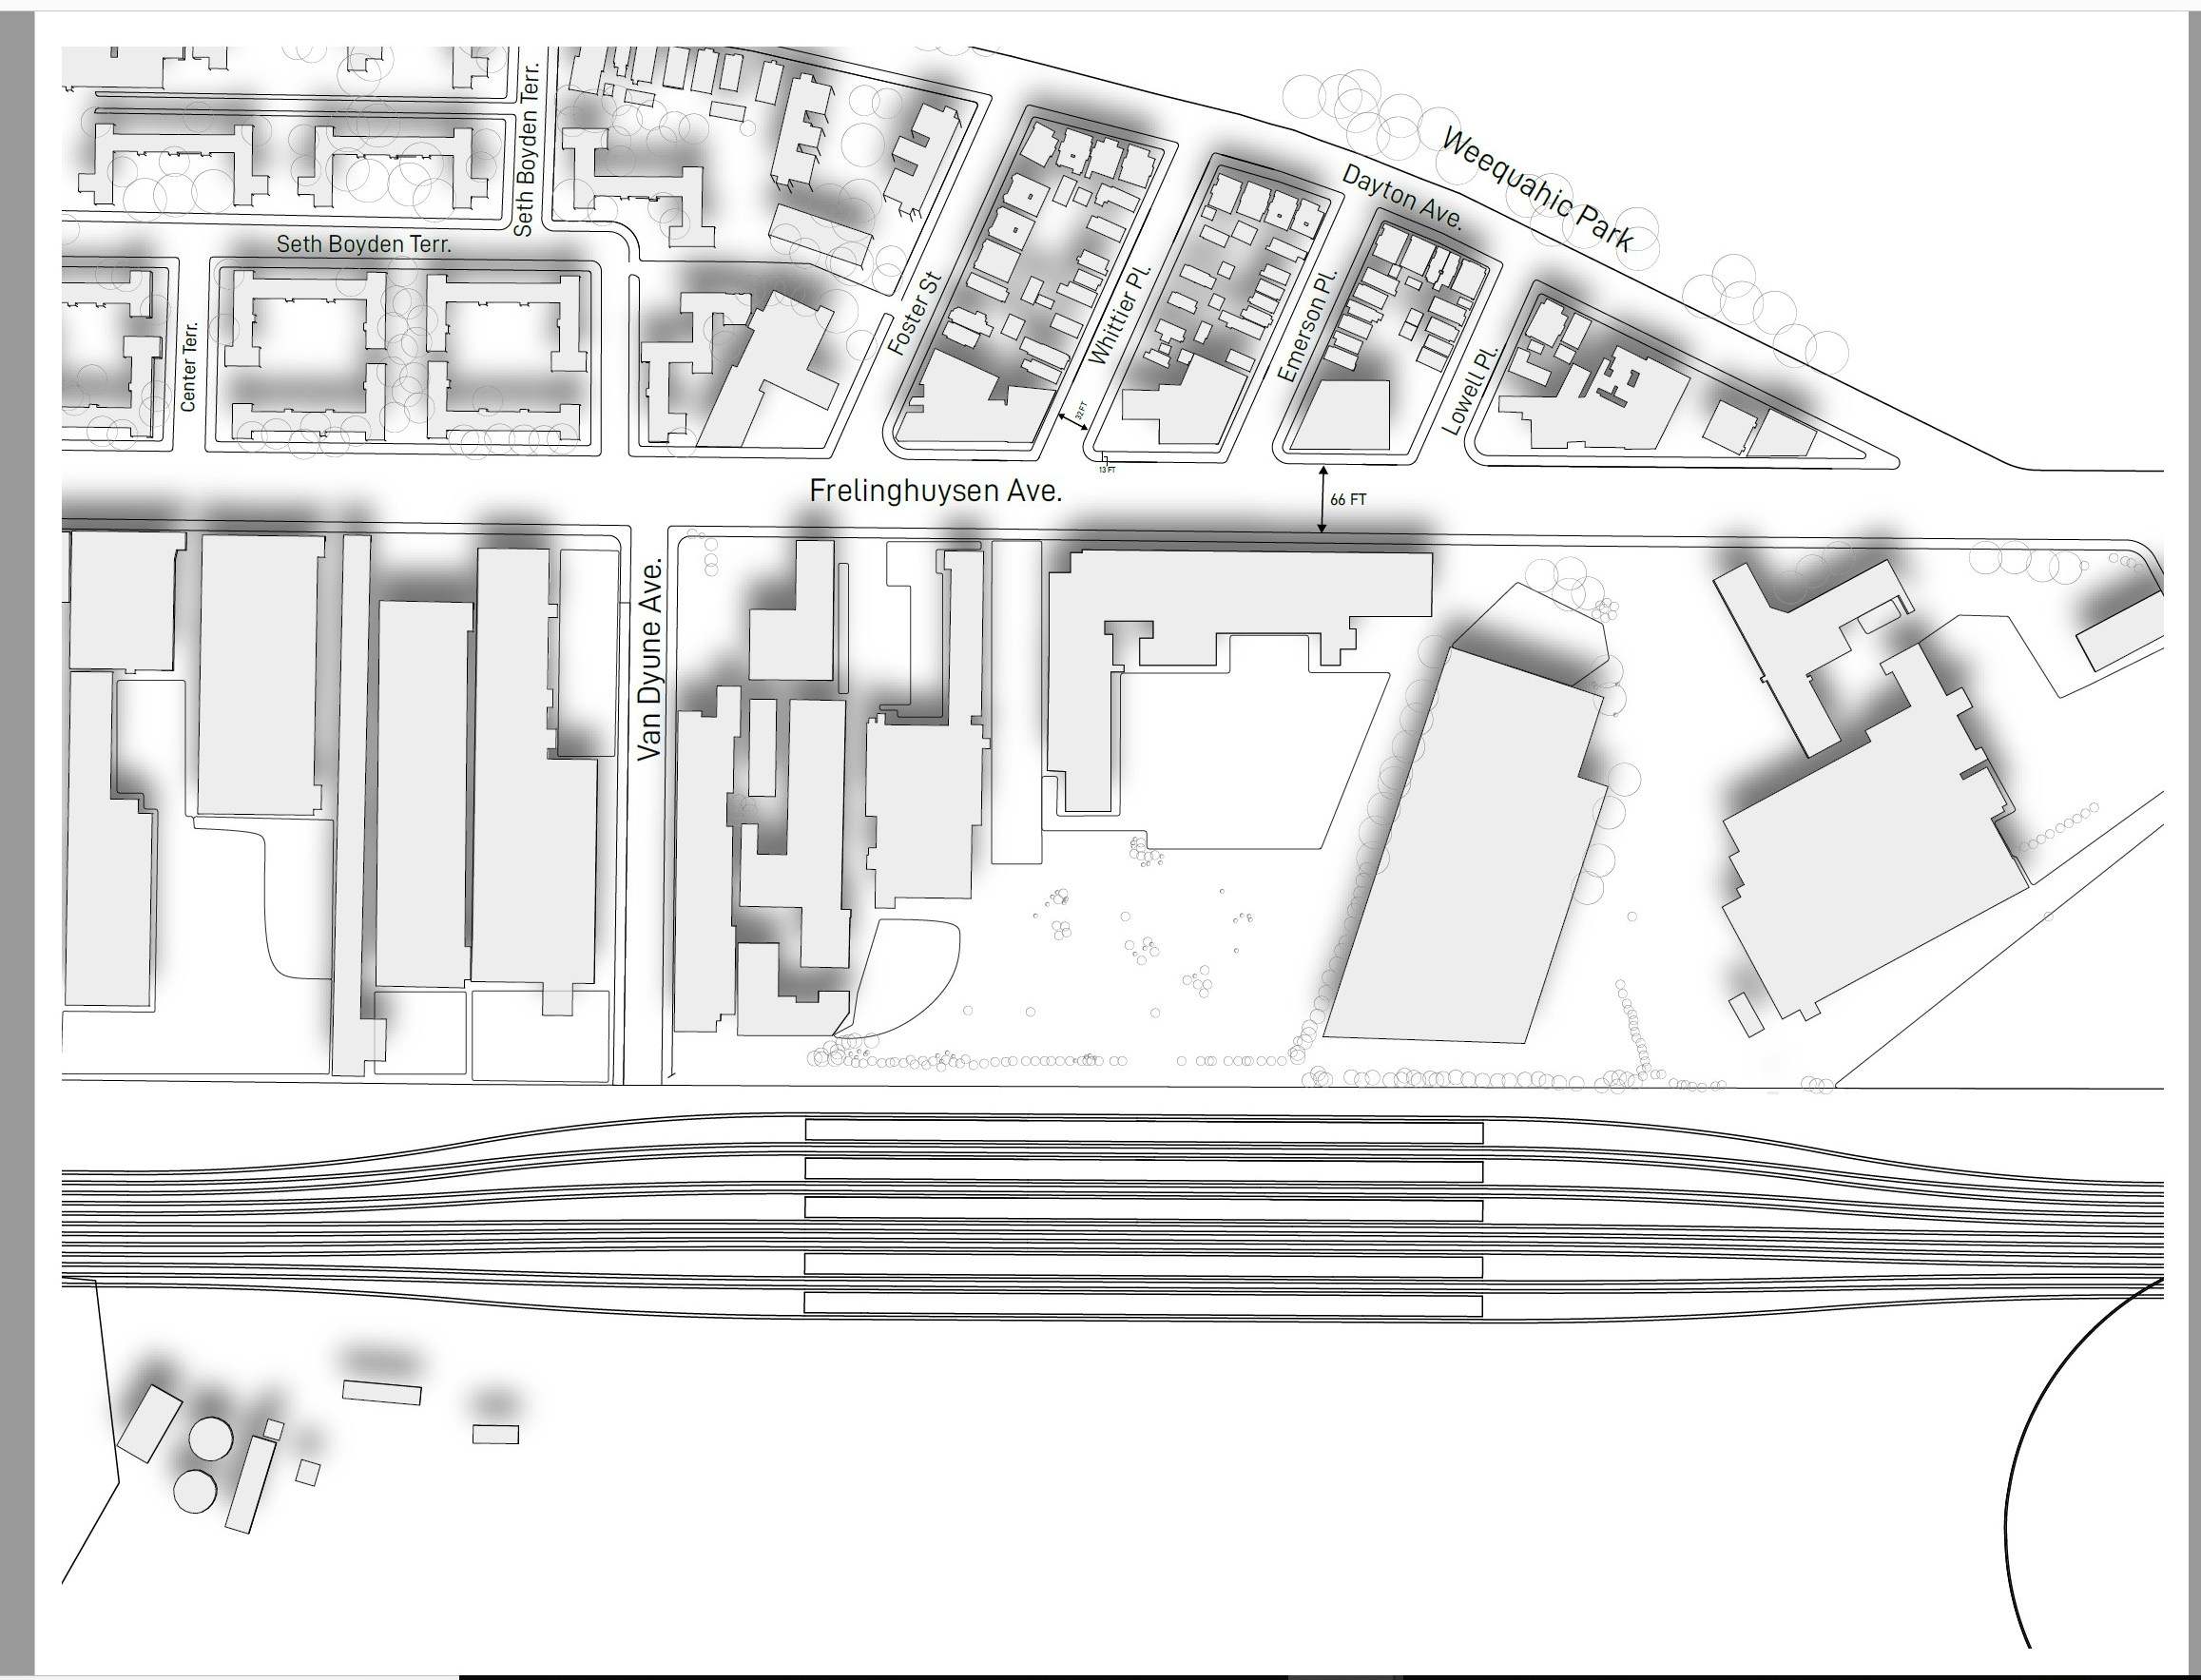 Seth Boyden Terr.
Weequahic Park
Dayton Ave.
Seth Boyden Terr.
Foster St
Whittier Pl.
Emerson Pl.
Center Terr.
Lowell Pl.
32 FT
13 FT
Frelinghuysen Ave.
66 FT
Van Dyune Ave.